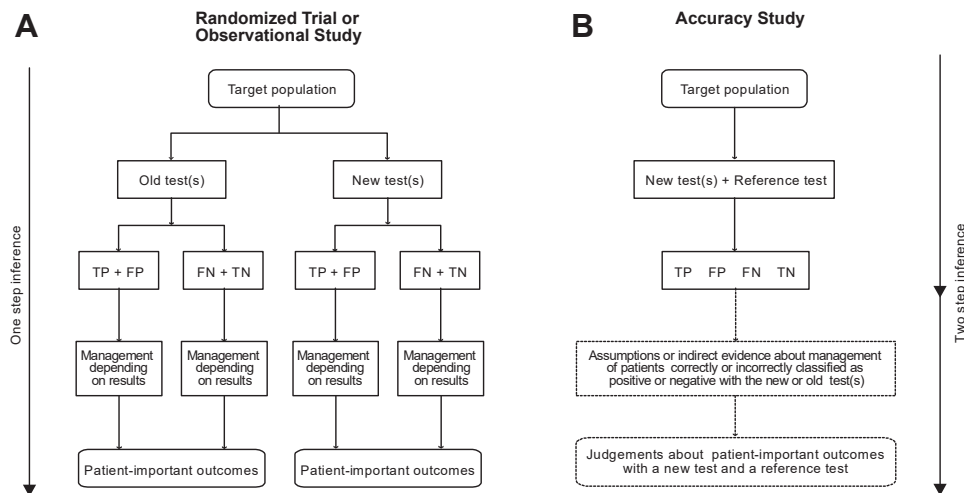 A
Randomized Trial or
Observational Study
Target population
Old test(s)
New test(s)
TP + FP
FN + TN
TP + FP
FN + TN
Management
depending
on results
Management
depending
on results
Management
depending
on results
Management
depending
on results
Patient-important outcomes
Patient-important outcomes
One step inference
B
Accuracy Study
Target population
New test(s) + Reference test
TP FP FN TN
Assumptions or indirect evidence about management
of patients correctly or incorrectly classified as
positive or negative with the new or old test(s)
Judgements about patient-important outcomes
with a new test and a reference test
Two step inference